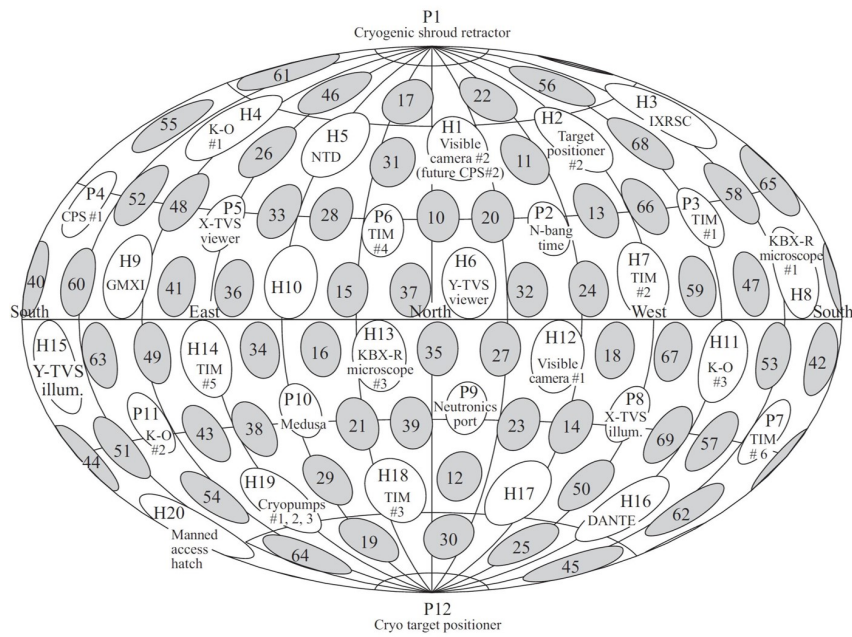 P1
Cryogenic shroud retractor
61
46
17
22
56
H3
IXRSC
55
H4
K-O
#1
H5
NTD
H1
Visible
camera #2
(future CPS#2)
H2
Target
positioner
#2
68
26
31
11
65
P4
CPS #1
52
48
P5
X-TVS
viewer
33
28
P6
TIM
#4
10
20
P2
N-bang
time
13
66
P3
TIM
#1
58
40
60
H9
GMXI
41
36
H10
15
37
H6
Y-TVS
viewer
32
24
H7
TIM
#2
59
47
KBX-R
microscope
#1
H8
South
East
North
West
South
H15
Y-TVS
illum.
63
49
H14
TIM
#5
34
16
H13
KBX-R
microscope
#3
35
27
H12
Visible
camera #1
18
67
H11
K-O
#3
53
42
P11
K-O
#2
P10
Medusa
P9
Neutronics
port
P8
X-TVS
illum.
P7
TIM
# 6
44
51
43
38
21
39
23
14
69
57
54
H19
Cryopumps
#1, 2, 3
29
H18
TIM
#3
12
H17
50
H16
DANTE
62
H20
Manned
access
hatch
64
19
30
25
45
P12
Cryo target positioner